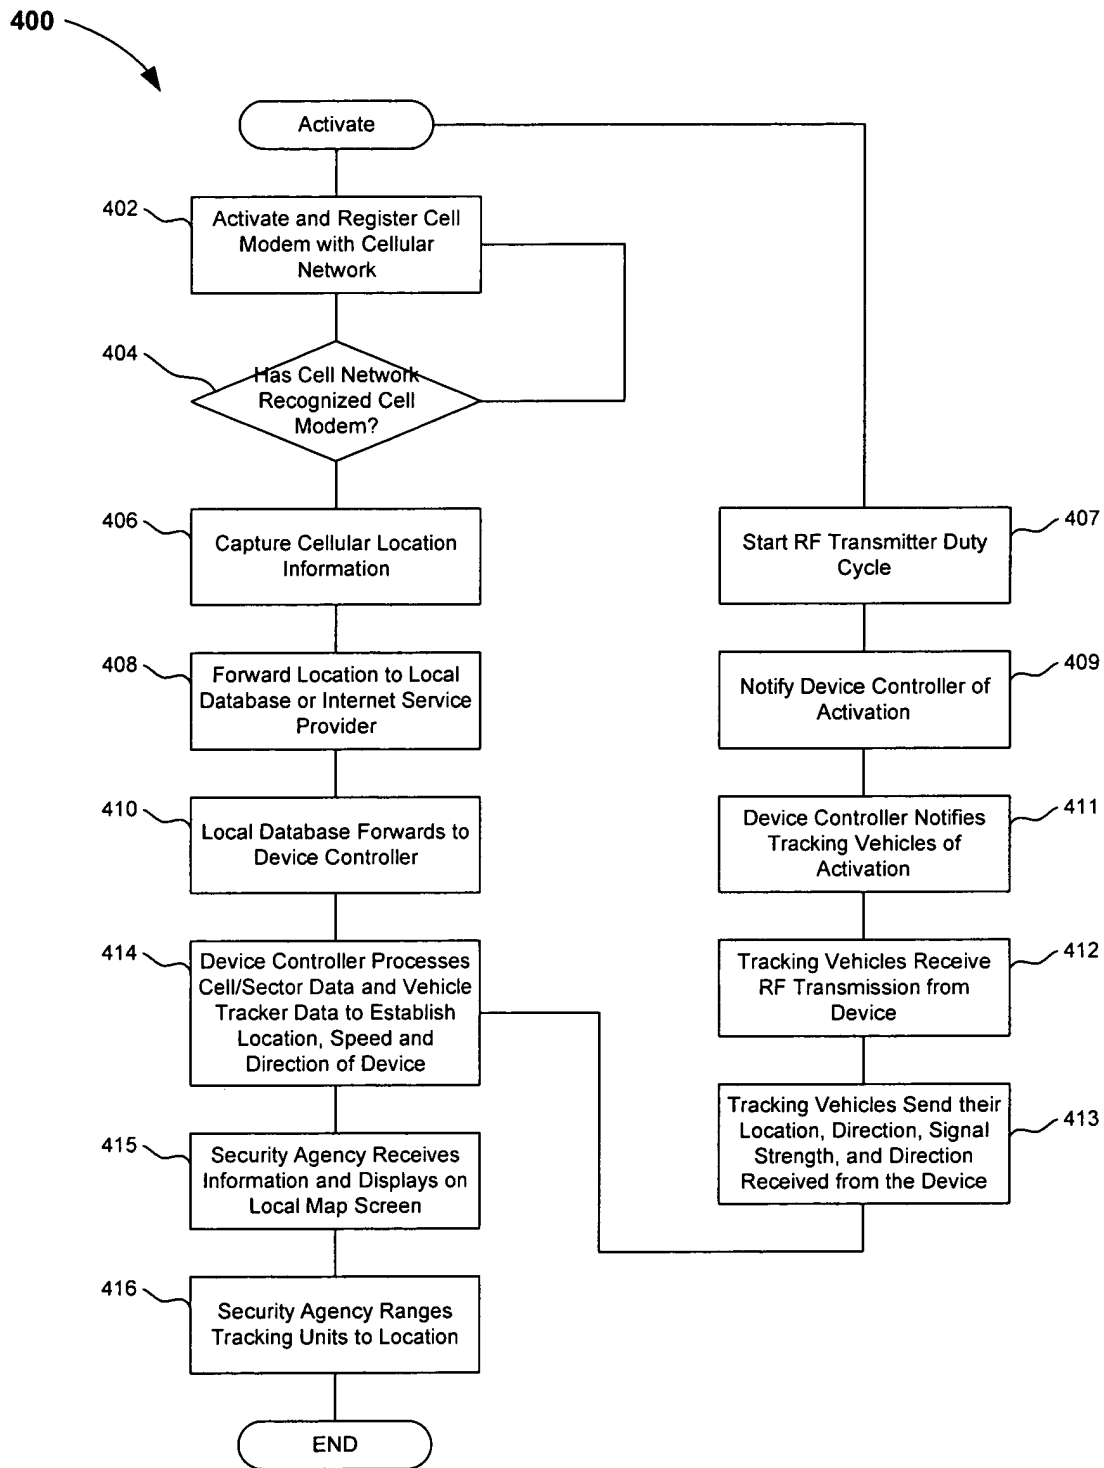 400
Activate
402
Activate and Register Cell
Modem with Cellular
Network
404
Has Cell Network
Recognized Cell
Modem?
406
Capture Cellular Location
Information
407
Start RF Transmitter Duty
Cycle
408
Forward Location to Local
Database or Internet Service
Provider
409
Notify Device Controller of
Activation
410
Local Database Forwards to
Device Controller
411
Device Controller Notifies
Tracking Vehicles of
Activation
414
Device Controller Processes
Cell/Sector Data and Vehicle
Tracker Data to Establish
Location, Speed and
Direction of Device
412
Tracking Vehicles Receive
RF Transmission from
Device
415
Security Agency Receives
Information and Displays on
Local Map Screen
413
Tracking Vehicles Send their
Location, Direction, Signal
Strength, and Direction
Received from the Device
416
Security Agency Ranges
Tracking Units to Location
END